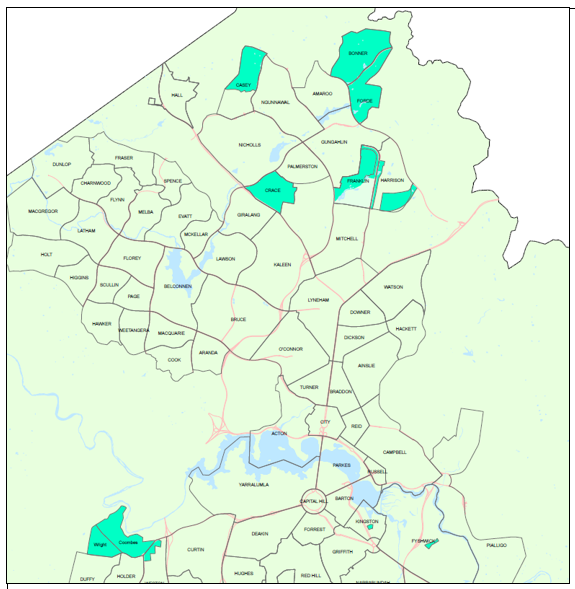 BONNER
CASEY
HALL
AMAROO
NGUNNAWAL
FORDE
GUNGAHLIN
NICHOLLS
FRASER
DUNLOP
PALMERSTON
SPENCE
CHARNWOOD
FRANKLIN
HARRISON
CRACE
FLYNN
MACGREGOR
MELBA
EVATT
GIRALANG
LATHAM
MCKELLAR
MITCHELL
HOLT
FLOREY
LAWSON
KALEEN
HIGGINS
SCULLIN
BELCONNEN
WATSON
PAGE
LYNEHAM
DOWNER
HAWKER
WEETANGERA
MACQUARIE
BRUCE
HACKETT
DICKSON
COOK
ARANDA
O'CONNOR
AINSLIE
TURNER
BRADDON
CITY
REID
ACTON
CAMPBELL
PARKES
RUSSELL
YARRALUMLA
CAPITAL HILL
BARTON
KINGSTON
Wright
Coombes
CURTIN
DEAKIN
FORREST
FYSHWICK
PIALLIGO
GRIFFITH
DUFFY
HOLDER
HUGHES
RED HILL